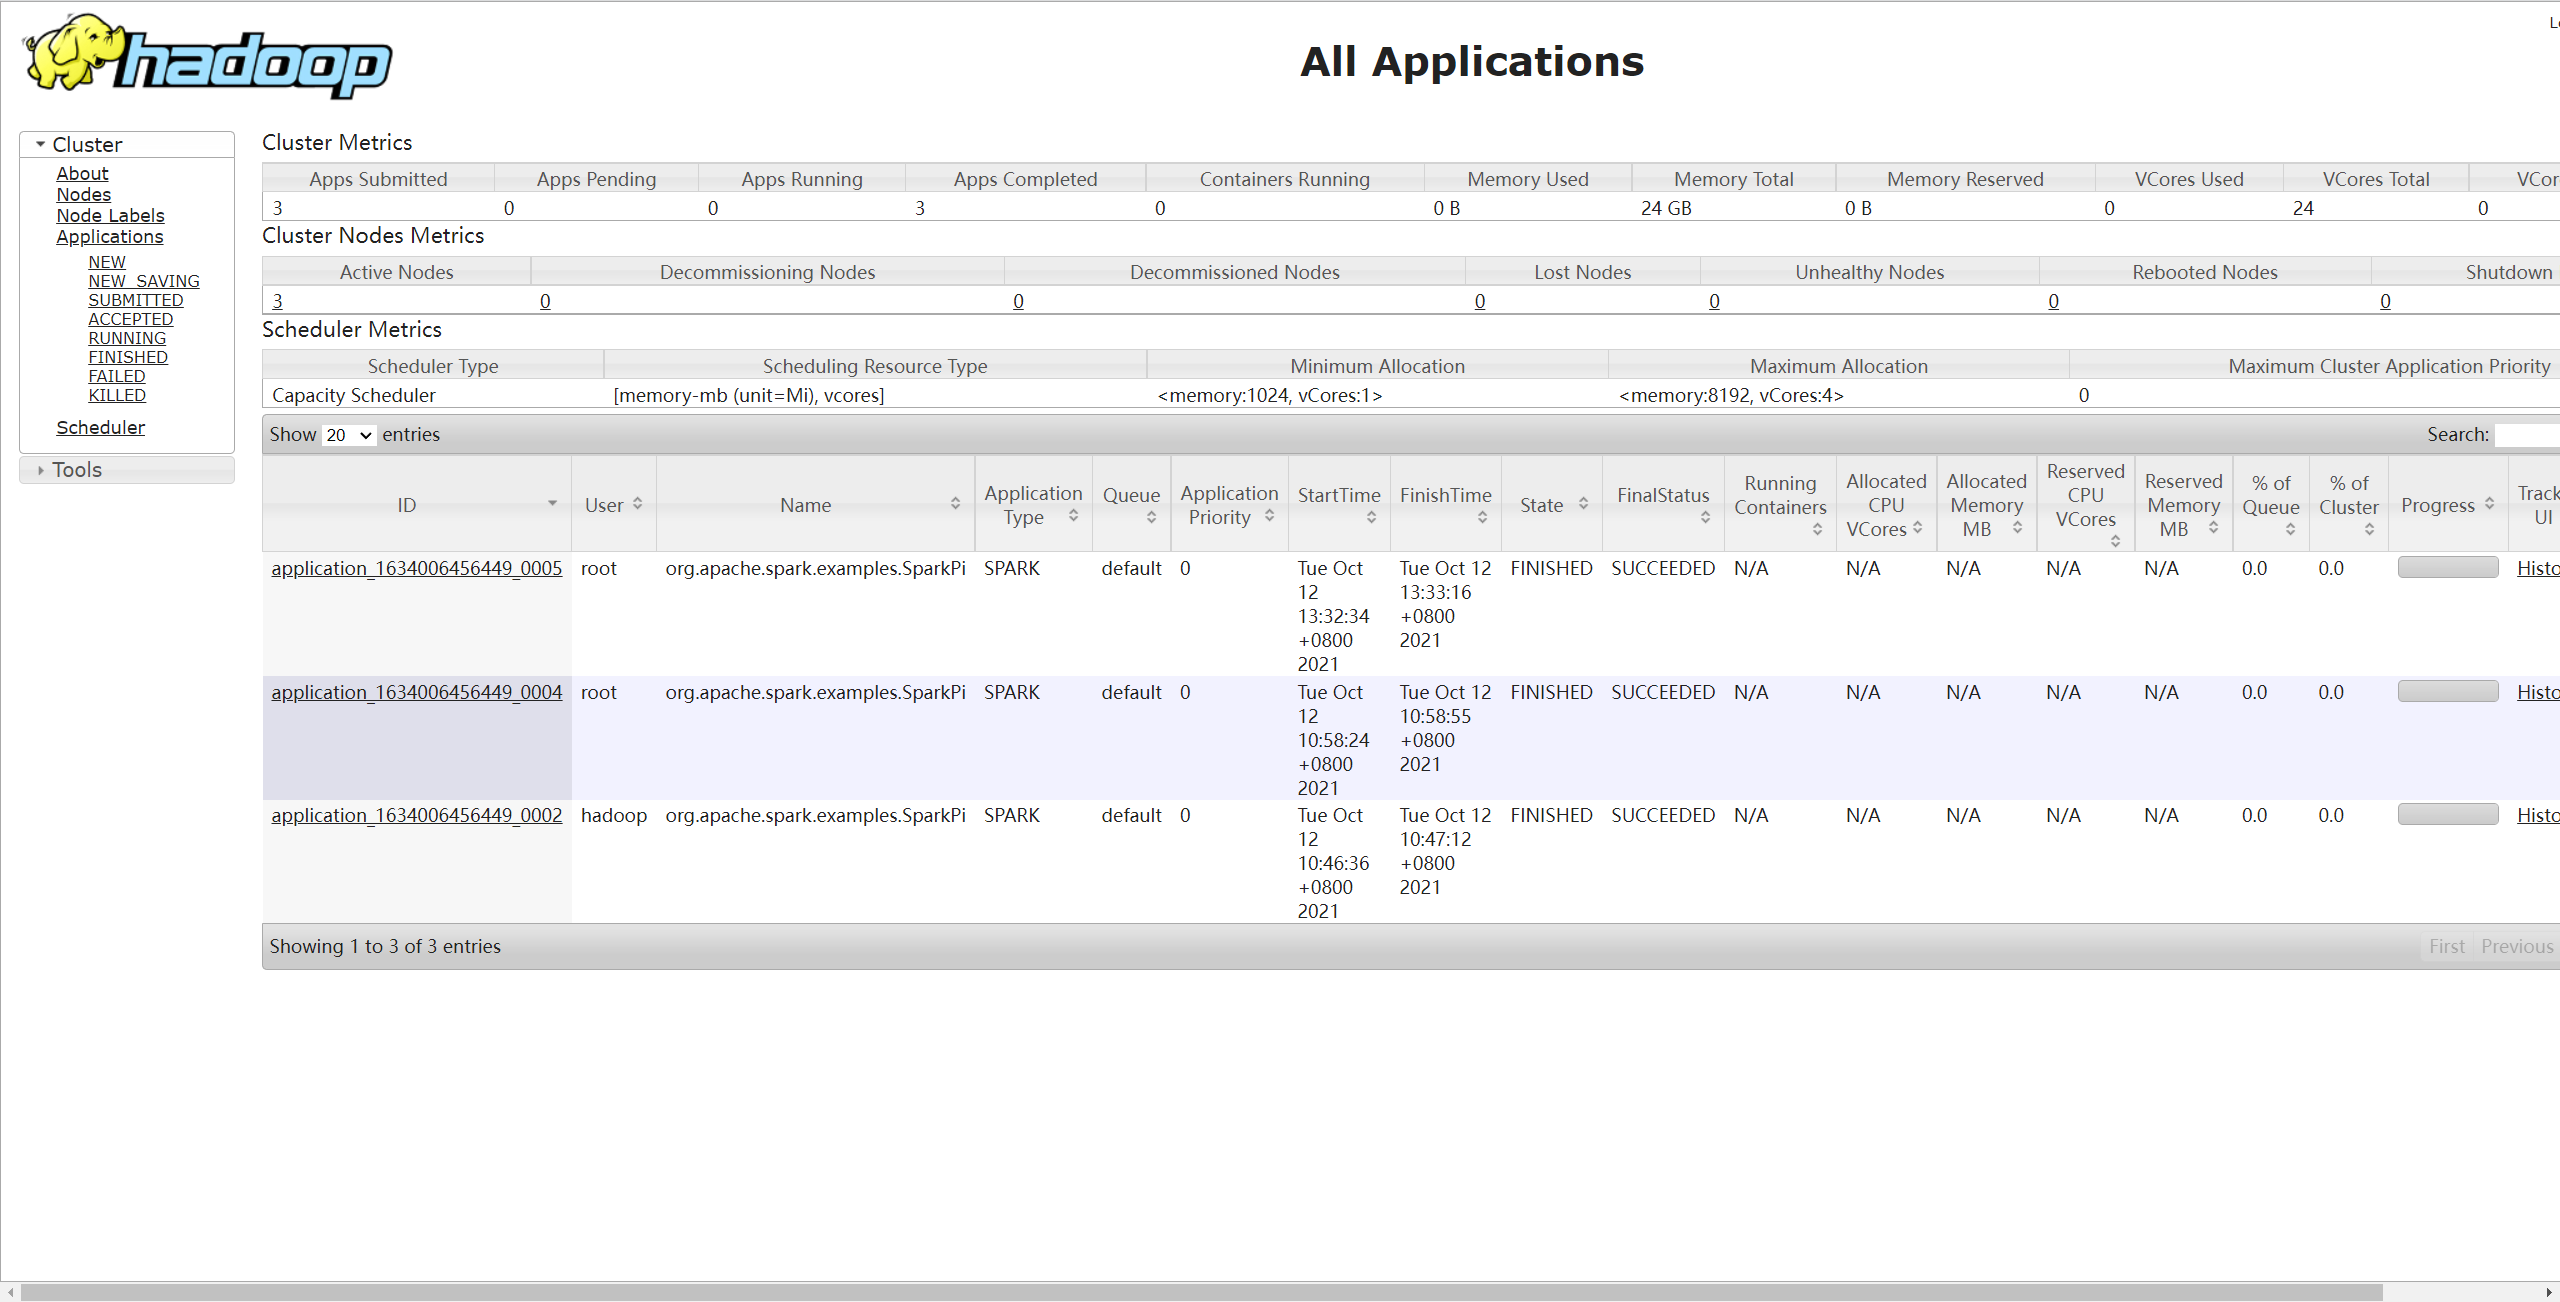 Lo
hadoop
All Applications
Cluster
About
Nodes
Node Labels
Applications
NEW
NEW_SAVING
SUBMITTED
ACCEPTED
RUNNING
FINISHED
FAILED
KILLED
Scheduler
Tools
Cluster Metrics
Apps Submitted Apps Pending Apps Running Apps Completed Containers Running Memory Used Memory Total Memory Reserved VCores Used VCores Total VCor
3 0 0 3 0 0 B 24 GB 0 B 0 24 0
Cluster Nodes Metrics
Active Nodes Decommissioning Nodes Decommissioned Nodes Lost Nodes Unhealthy Nodes Rebooted Nodes Shutdown
3 0 0 0 0 0 0
Scheduler Metrics
Scheduler Type Scheduling Resource Type Minimum Allocation Maximum Allocation Maximum Cluster Application Priority
Capacity Scheduler [memory-mb (unit=Mi), vcores] <memory:1024, vCores:1> <memory:8192, vCores:4> 0
Show 20 entries Search:
ID User Name Application Type Queue Application Priority StartTime FinishTime State FinalStatus Running Containers Allocated CPU VCores Allocated Memory MB Reserved CPU VCores Reserved Memory MB % of Queue % of Cluster Progress Track UI
application_1634006456449_0005 root org.apache.spark.examples.SparkPi SPARK default 0 Tue Oct 12 13:32:34 +0800 2021 Tue Oct 12 13:33:16 +0800 2021 FINISHED SUCCEEDED N/A N/A N/A N/A N/A 0.0 0.0 Histo
application_1634006456449_0004 root org.apache.spark.examples.SparkPi SPARK default 0 Tue Oct 12 10:58:24 +0800 2021 Tue Oct 12 10:58:55 +0800 2021 FINISHED SUCCEEDED N/A N/A N/A N/A N/A 0.0 0.0 Histo
application_1634006456449_0002 hadoop org.apache.spark.examples.SparkPi SPARK default 0 Tue Oct 12 10:46:36 +0800 2021 Tue Oct 12 10:47:12 +0800 2021 FINISHED SUCCEEDED N/A N/A N/A N/A N/A 0.0 0.0 Histo
Showing 1 to 3 of 3 entries First Previous